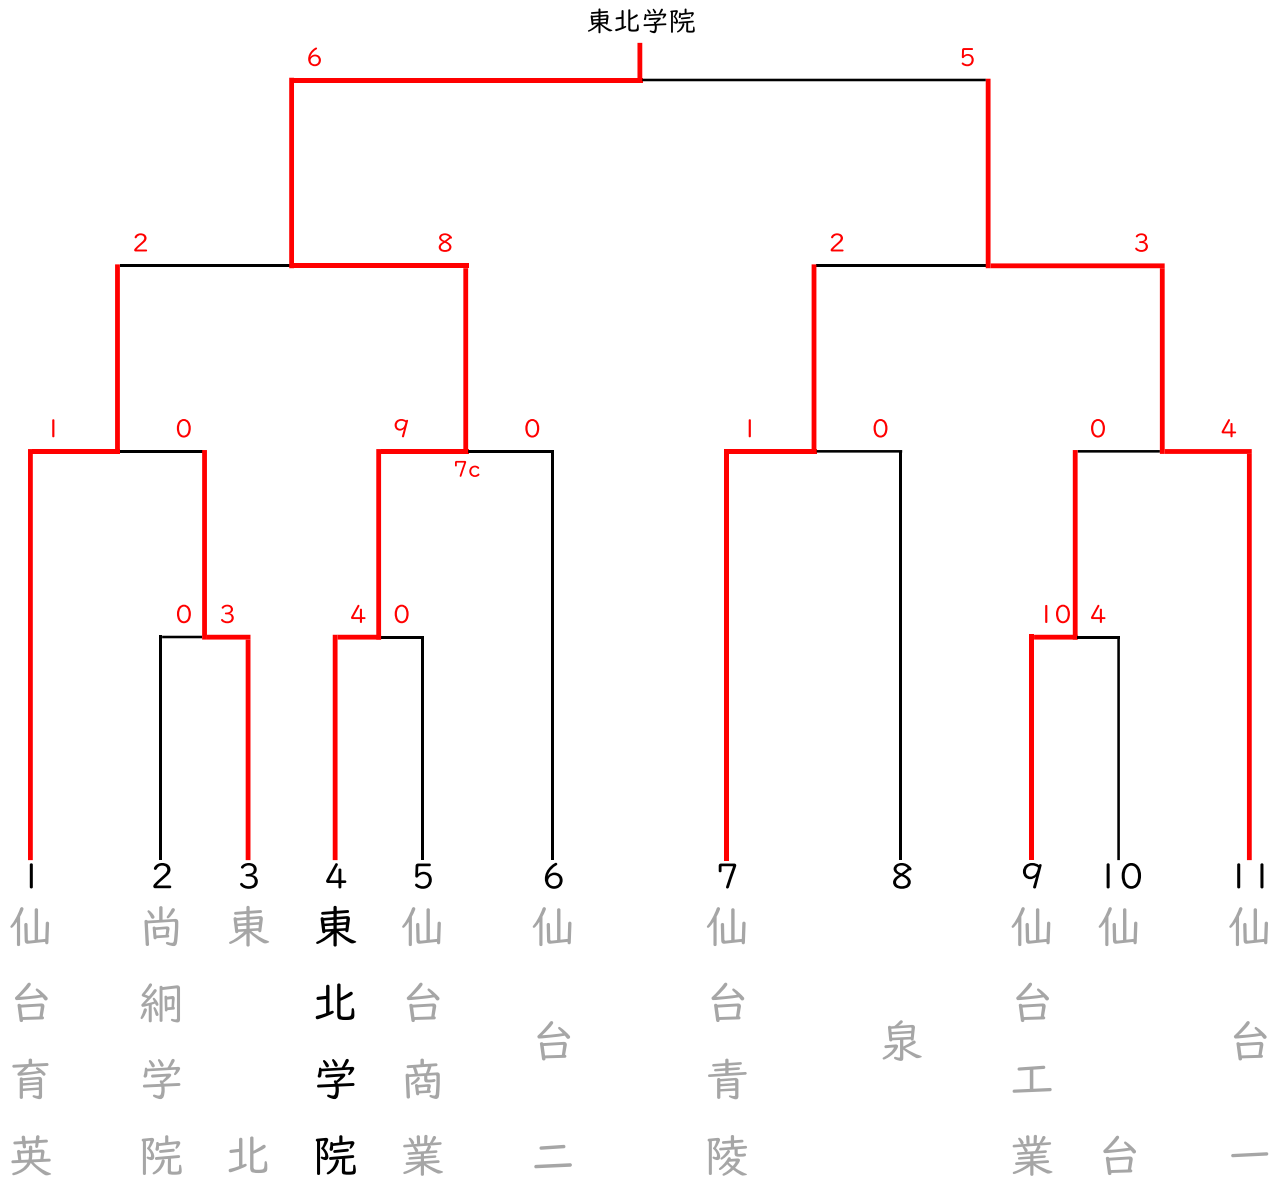 東北学院
6 5
2 8 2 3
1 0 9 0 1 0 0 4
7c
0 3 4 0 10 4
1 2 3 4 5 6 7 8 9 10 11
仙台育英
尚絅学院
東北
東北学院
仙台商業
仙台二
仙台青陵
泉
仙台工業
仙台
仙台一